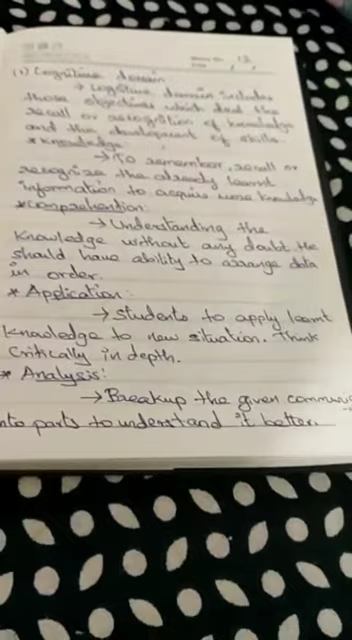 (1) Cognitive domain
→ Cognitive domain includes
those objectives which deal the
recall or recognition of knowledge
and the development of skills.
* Knowledge:
→ To remember, recall or
recognize the already learnt
information to acquire more knowledge
* Comprehention:
→ Understanding the
Knowledge without any doubt. He
should have ability to arrange data
in order.
* Application:
→ Students to apply learnt
Knowledge to new situation. Think
Critically in depth.
* Analysis:
→ Breakup the given
into parts to understand it better.